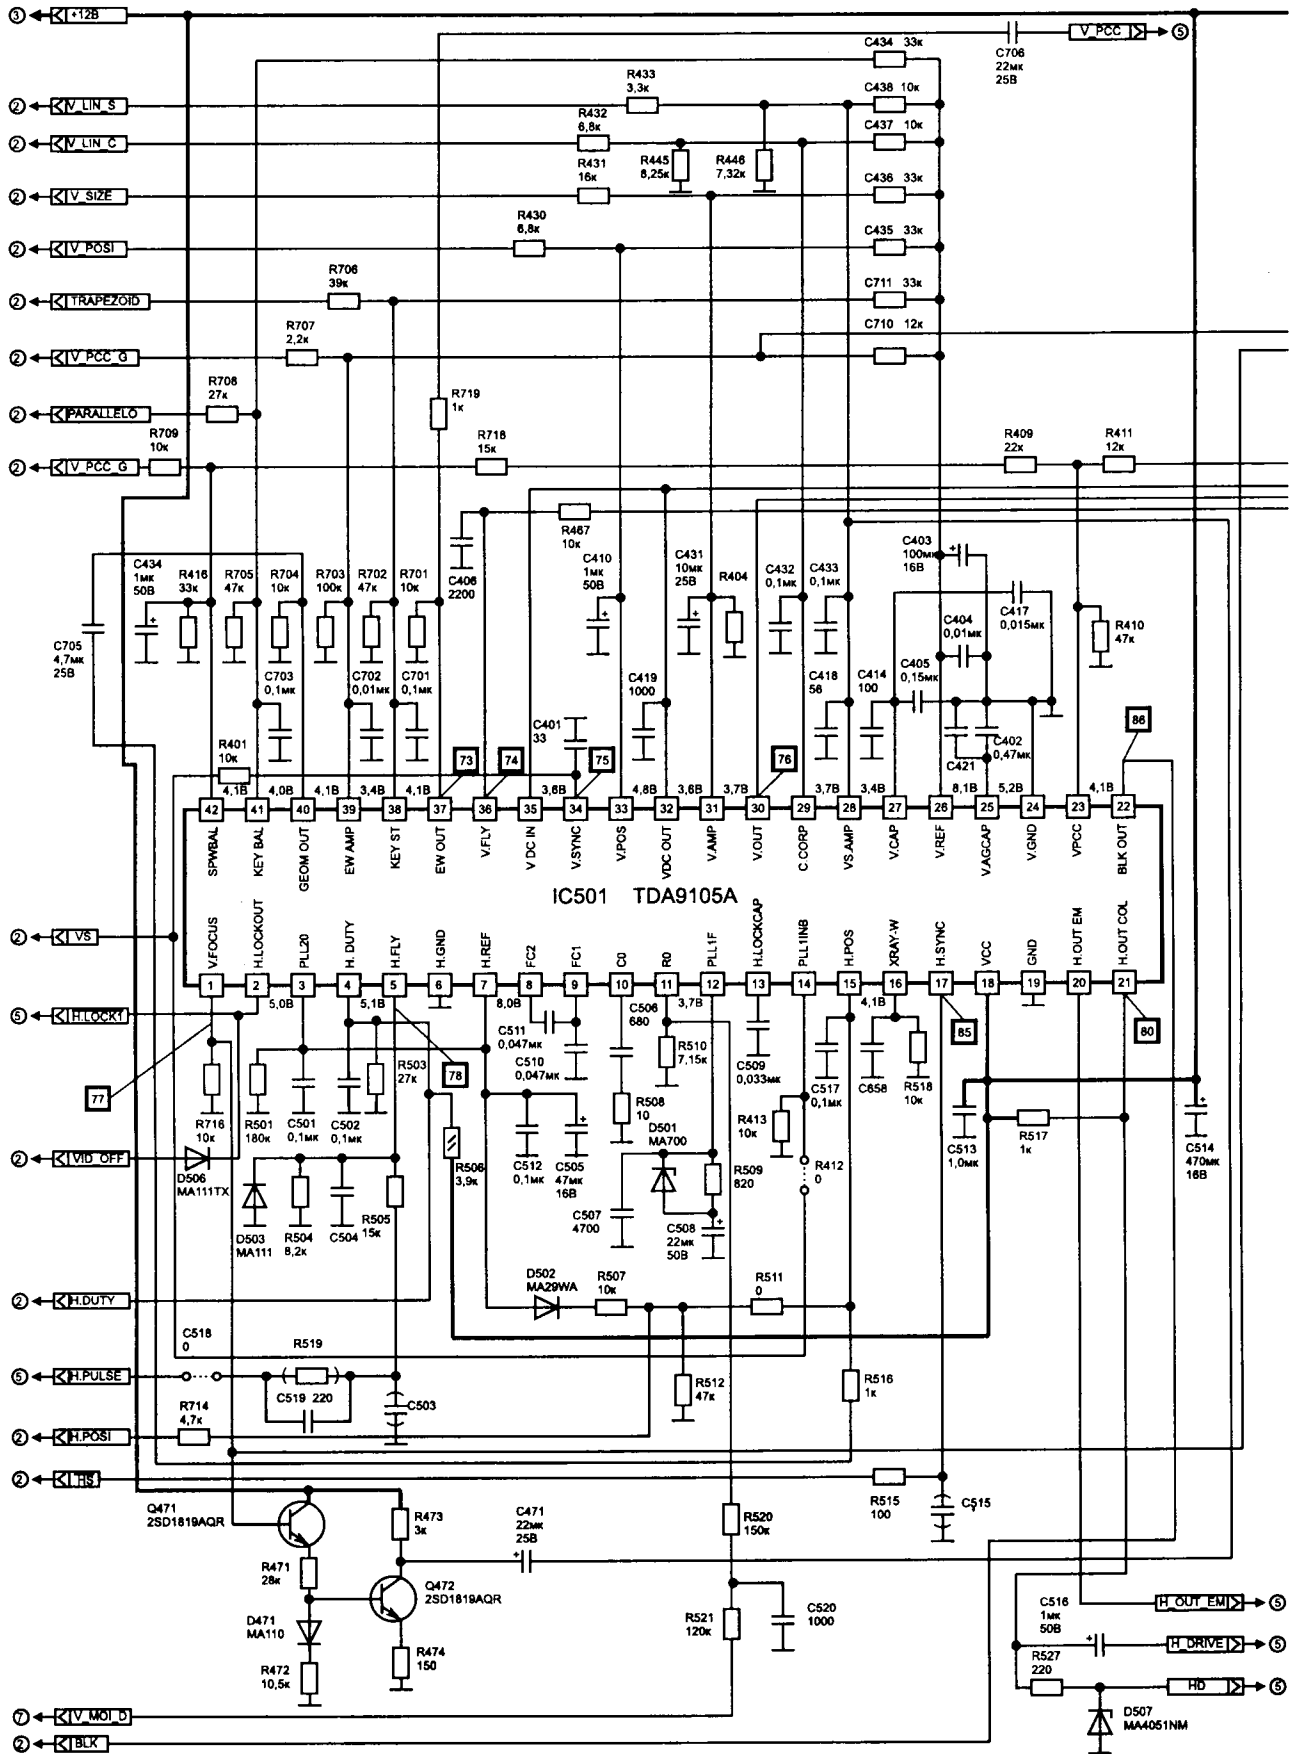 3 +12В
C706
22мк
25В
V_PCC 5
C434 33к
2 V_LIN_S
R433
3,3к
C438 10к
2 V_LIN_C
R432
6,8к
C437 10к
R445
8,25к
R446
7,32к
2 V_SIZE
R431
16к
C436 33к
2 V_POSI
R430
6,8к
C435 33к
2 TRAPEZOID
R706
39к
C711 33к
2 V_PCC_G
R707
2,2к
C710 12к
2 PARALLELO
R708
27к
R719
1к
2 V_PCC_G
R709
10к
R718
15к
R409
22к
R411
12к
R467
10к
C705
4,7мк
25В
C434
1мк
50В
R416
33к
R705
47к
R704
10к
R703
100к
R702
47к
R701
10к
C406
2200
C410
1мк
50В
C431
10мк
25В
R404
C432
0,1мк
C433
0,1мк
C403
100мк
16В
C417
0,015мк
C404
0,01мк
C405
0,15мк
R410
47к
C703
0,1мк
C702
0,01мк
C701
0,1мк
C401
33
C419
1000
C418
56
C414
100
C421
C402
0,47мк
R401
10к
73 74 75 76 86
4,1В 4,0В 4,1В 3,4В 4,1В 3,6В 4,8В 3,6В 3,7В 3,7В 3,4В 8,1В 5,2В 4,1В
42 41 40 39 38 37 36 35 34 33 32 31 30 29 28 27 26 25 24 23 22
SPWBAL
KEY BAL
GEOM OUT
EW AMP
KEY ST
EW OUT
V.FLY
V DC IN
V.SYNC
V.POS
VDC OUT
V.AMP
V.OUT
C.CORP
VS.AMP
V.CAP
V.REF
V.AGCAP
V.GND
VPCC
BLK OUT
IC501 TDA9105A
2 VS
V.FOCUS
H.LOCKOUT
PLL20
H. DUTY
H.FLY
H.GND
H.REF
FC2
FC1
C0
R0
PLL1F
H.LOCKCAP
PLL1INB
H.POS
XRAY-W
H.SYNC
VCC
GND
H.OUT EM
H.OUT COL
1 2 3 4 5 6 7 8 9 10 11 12 13 14 15 16 17 18 19 20 21
5,0В 5,1В 8,0В 3,7В 4,1В
5 H.LOCK1
77 78 85 80
C511
0,047мк
C510
0,047мк
C506
680
R510
7,15к
C509
0,033мк
C517
0,1мк
C658
R518
10к
R503
27к
R716
10к
R501
180к
C501
0,1мк
C502
0,1мк
R506
3,9к
C512
0,1мк
C505
47мк
16В
R508
10
D501
MA700
R413
10к
R509
820
R412
0
C513
1,0мк
R517
1к
C514
470мк
16В
2 VID_OFF
D506
MA111TX
D503
MA111
R504
8,2к
C504
R505
15к
C507
4700
C508
22мк
50В
2 H.DUTY
D502
MA29WA
R507
10к
R511
0
C518
0
R519
5 H.PULSE
C519 220
C503
R512
47к
R516
1к
R714
4,7к
2 H.POSI
2 HS
R515
100
C515
Q471
2SD1819AQR
R473
3к
C471
22мк
25В
R520
150к
R471
28к
Q472
2SD1819AQR
D471
MA110
R521
120к
C520
1000
C516
1мк
50В
H_OUT_EM 5
H_DRIVE 5
R474
150
R472
10,5к
R527
220
HD 5
7 V_MOI_D
D507
MA4051NM
2 BLK